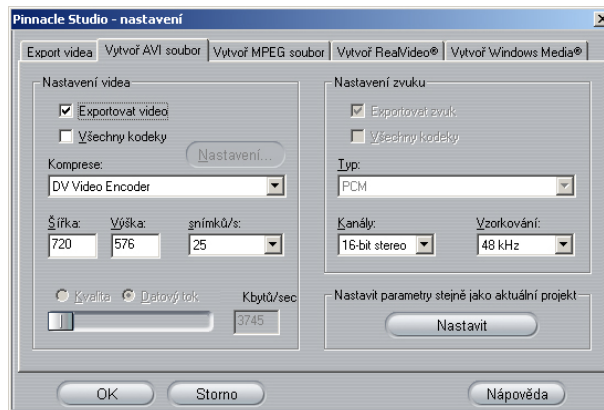 Pinnacle Studio - nastavení
Export videa
Vytvoř AVI soubor
Vytvoř MPEG soubor
Vytvoř RealVideo®
Vytvoř Windows Media®
Nastavení videa
Exportovat video
Všechny kodeky
Nastavení...
Komprese:
DV Video Encoder
Šířka:
Výška:
snímků/s:
720
576
25
Kvalita
Datový tok
Kbytů/sec
3745
Nastavení zvuku
Exportovat zvuk
Všechny kodeky
Typ:
PCM
Kanály:
Vzorkování:
16-bit stereo
48 kHz
Nastavit parametry stejně jako aktuální projekt
Nastavit
OK
Storno
Nápověda